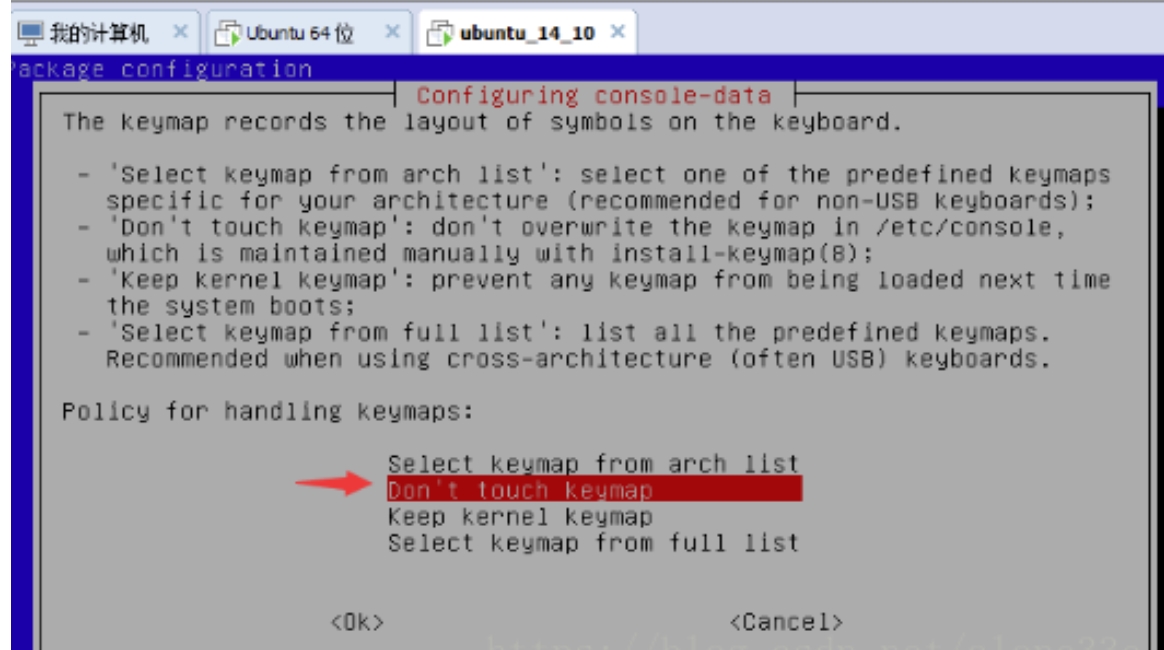 我的计算机 ×
Ubuntu 64 位 ×
ubuntu_14_10 ×
Package configuration
Configuring console-data
The keymap records the layout of symbols on the keyboard.
- 'Select keymap from arch list': select one of the predefined keymaps
specific for your architecture (recommended for non-USB keyboards);
- 'Don't touch keymap': don't overwrite the keymap in /etc/console,
which is maintained manually with install-keymap(8);
- 'Keep kernel keymap': prevent any keymap from being loaded next time
the system boots;
- 'Select keymap from full list': list all the predefined keymaps.
Recommended when using cross-architecture (often USB) keyboards.
Policy for handling keymaps:
Select keymap from arch list
Don't touch keymap
Keep kernel keymap
Select keymap from full list
<Ok>
<Cancel>